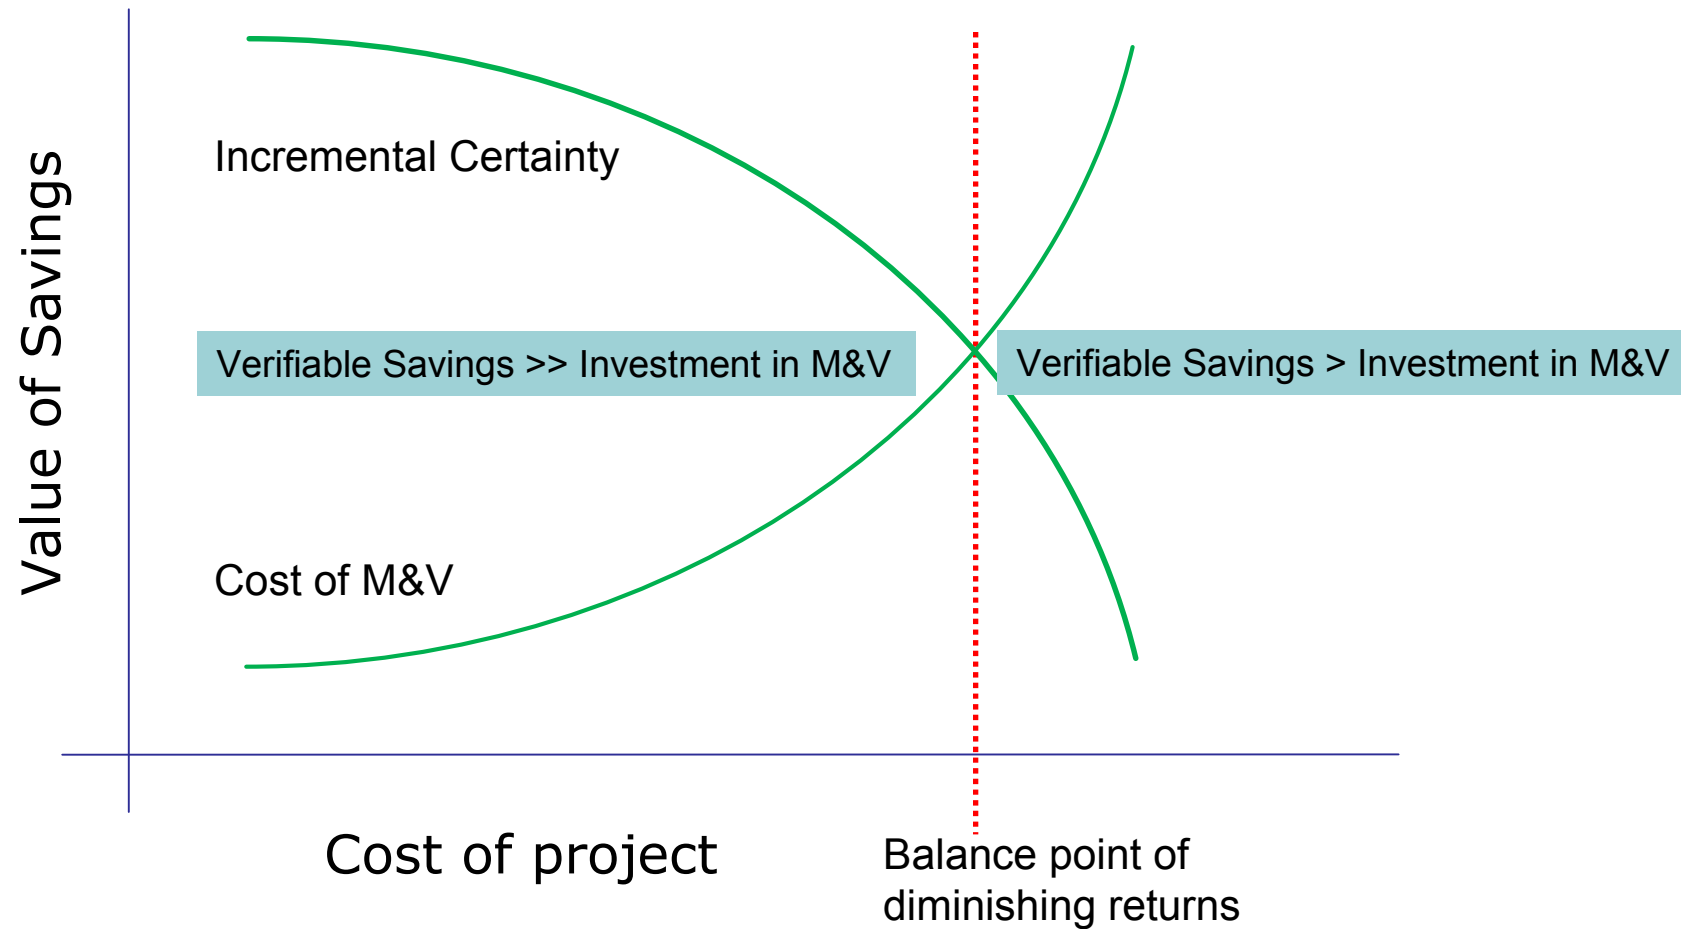 Value of Savings
Incremental Certainty
Verifiable Savings >> Investment in M&V
Verifiable Savings > Investment in M&V
Cost of M&V
Cost of project
Balance point of
diminishing returns